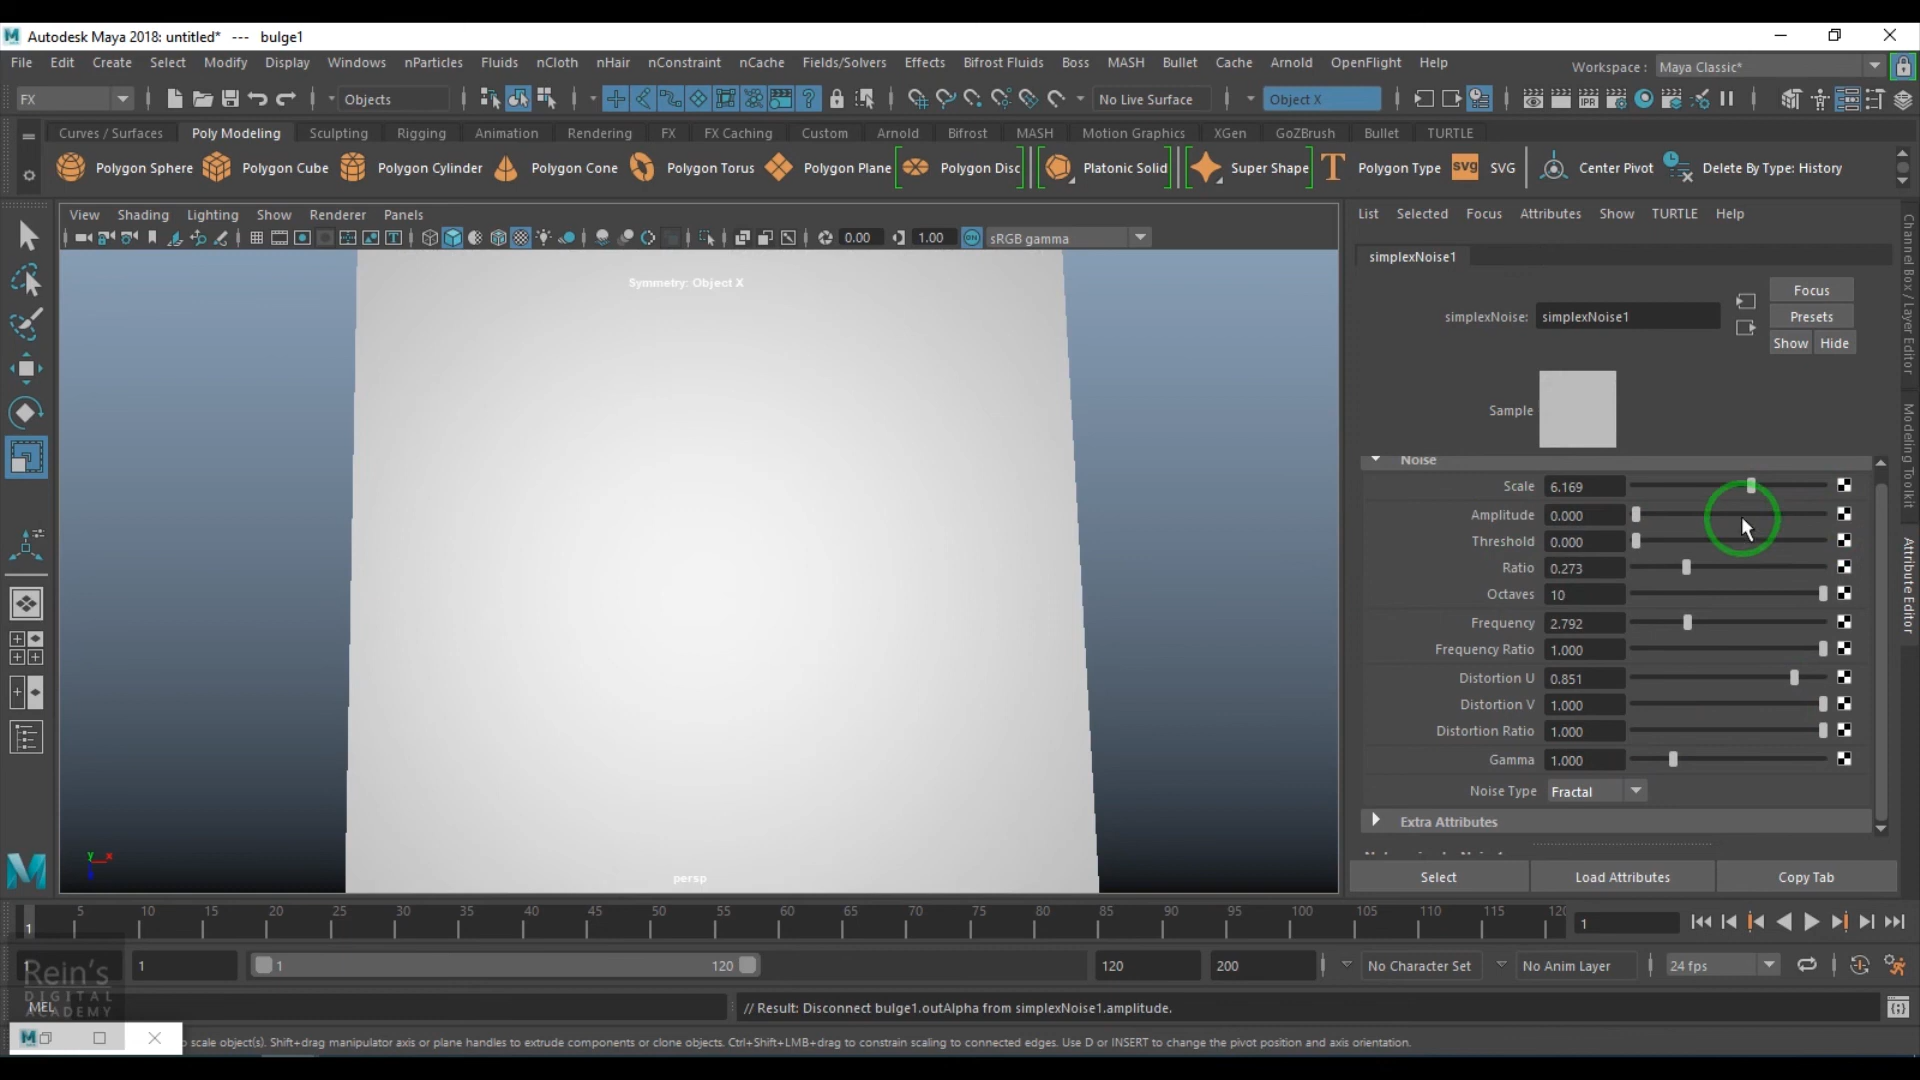 Autodesk Maya 2018: untitled* --- bulge1
File Edit Create Select Modify Display Windows nParticles Fluids nCloth nHair nConstraint nCache Fields/Solvers Effects Bifrost Fluids Boss MASH Bullet Cache Arnold OpenFlight Help Workspace : Maya Classic*
FX Objects No Live Surface Object X
Curves / Surfaces Poly Modeling Sculpting Rigging Animation Rendering FX FX Caching Custom Arnold Bifrost MASH Motion Graphics XGen GoZBrush Bullet TURTLE
Polygon Sphere Polygon Cube Polygon Cylinder Polygon Cone Polygon Torus Polygon Plane Polygon Disc Platonic Solid Super Shape Polygon Type SVG SVG Center Pivot Delete By Type: History
View Shading Lighting Show Renderer Panels
0.00 1.00 ON sRGB gamma
Symmetry: Object X
persp
List Selected Focus Attributes Show TURTLE Help
simplexNoise1
Focus
simplexNoise: simplexNoise1
Presets
Show Hide
Sample
Noise
Scale 6.169
Amplitude 0.000
Threshold 0.000
Ratio 0.273
Octaves 10
Frequency 2.792
Frequency Ratio 1.000
Distortion U 0.851
Distortion V 1.000
Distortion Ratio 1.000
Gamma 1.000
Noise Type Fractal
Extra Attributes
Select Load Attributes Copy Tab
Channel Box / Layer Editor
Modeling Toolkit
Attribute Editor
1 5 10 15 20 25 30 35 40 45 50 55 60 65 70 75 80 85 90 95 100 105 110 115 1
1 1 120 120 200 No Character Set No Anim Layer 24 fps
Rein's
DIGITAL
ACADEMY
MEL // Result: Disconnect bulge1.outAlpha from simplexNoise1.amplitude.
scale object(s). Shift+drag manipulator axis or plane handles to extrude components or clone objects. Ctrl+Shift+LMB+drag to constrain scaling to connected edges. Use D or INSERT to change the pivot position and axis orientation.